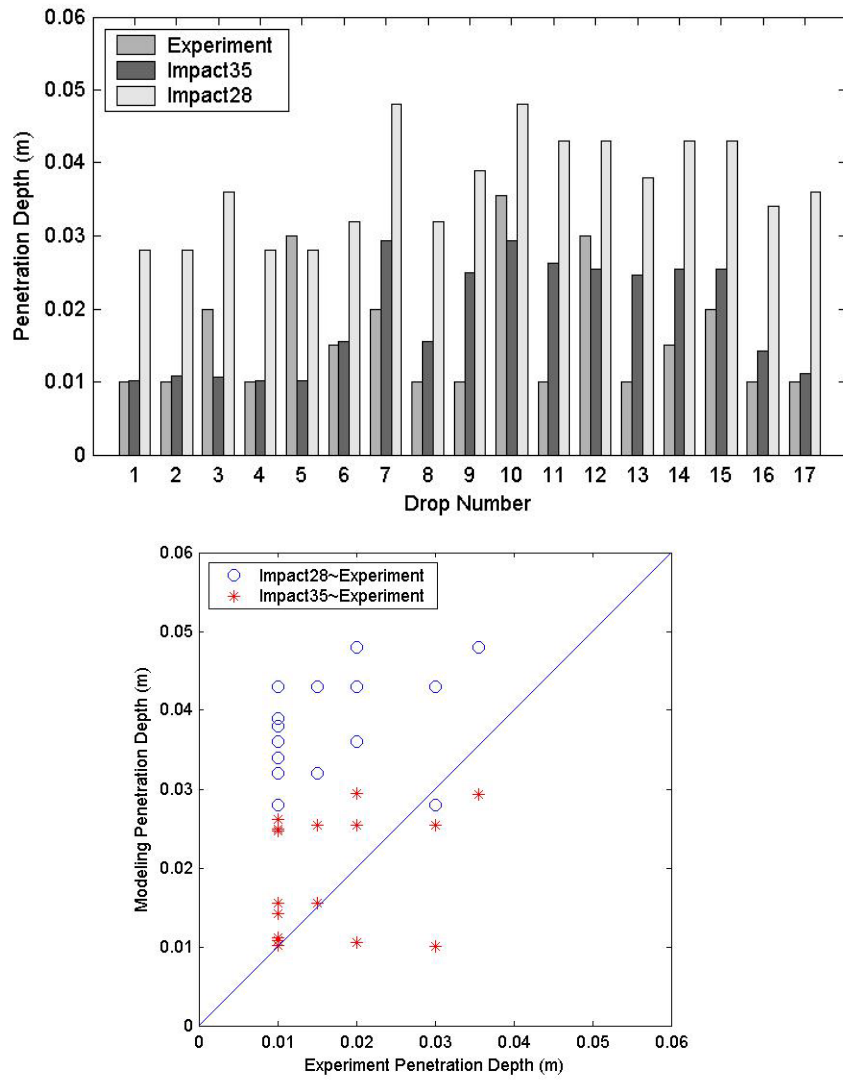 0.06
0.05
0.04
0.03
0.02
0.01
0
Penetration Depth (m)
Experiment
Impact35
Impact28
1 2 3 4 5 6 7 8 9 10 11 12 13 14 15 16 17
Drop Number
0.06
0.05
0.04
0.03
0.02
0.01
0
Modeling Penetration Depth (m)
Impact28~Experiment
Impact35~Experiment
0 0.01 0.02 0.03 0.04 0.05 0.06
Experiment Penetration Depth (m)